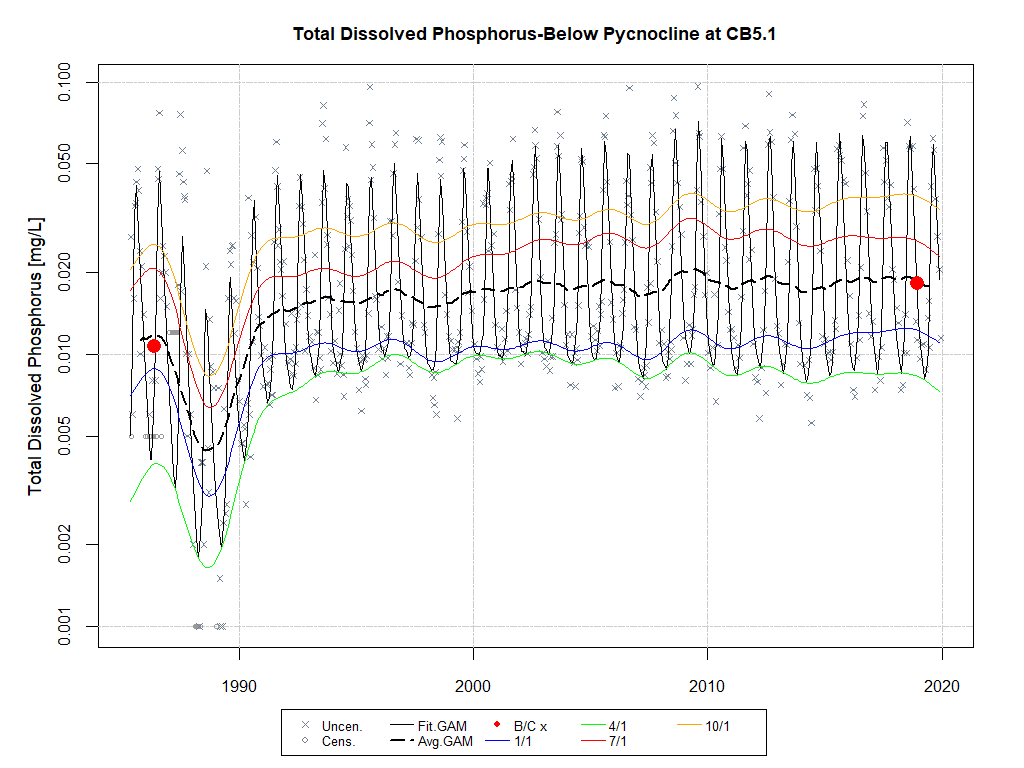 Total Dissolved Phosphorus-Below Pycnocline at CB5.1
Total Dissolved Phosphorus [mg/L]
0.100
0.050
0.020
0.010
0.005
0.002
0.001
1990 2000 2010 2020
Uncen. Fit.GAM B/C x 4/1 10/1
Cens. Avg.GAM 1/1 7/1